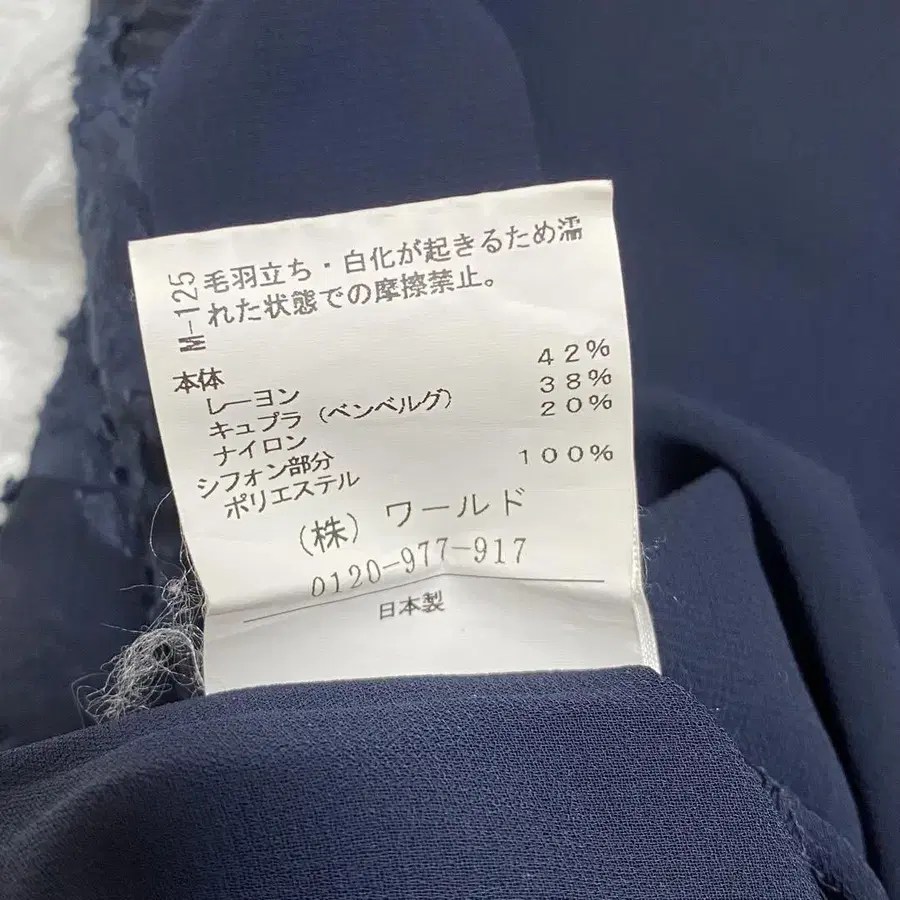 M-125
毛羽立ち・白化が起きるため濡
れた状態での摩擦禁止。
本体
レーヨン 42%
キュプラ（ベンベルグ） 38%
ナイロン 20%
シフォン部分
ポリエステル 100%
（株）ワールド
0120-977-917
日本製